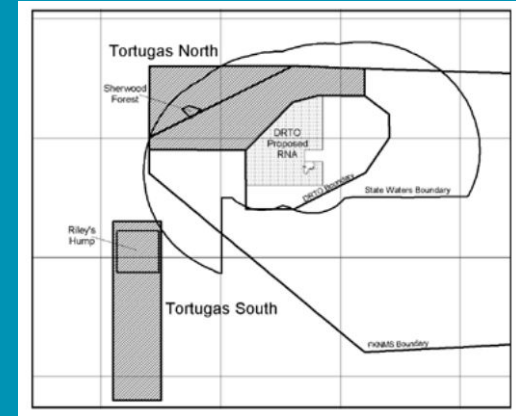 Tortugas North
Sherwood
Forest
DRTO
Proposed
RNA
DRTO Boundary
State Waters Boundary
Riley's
Hump
Tortugas South
FKNMS Boundary